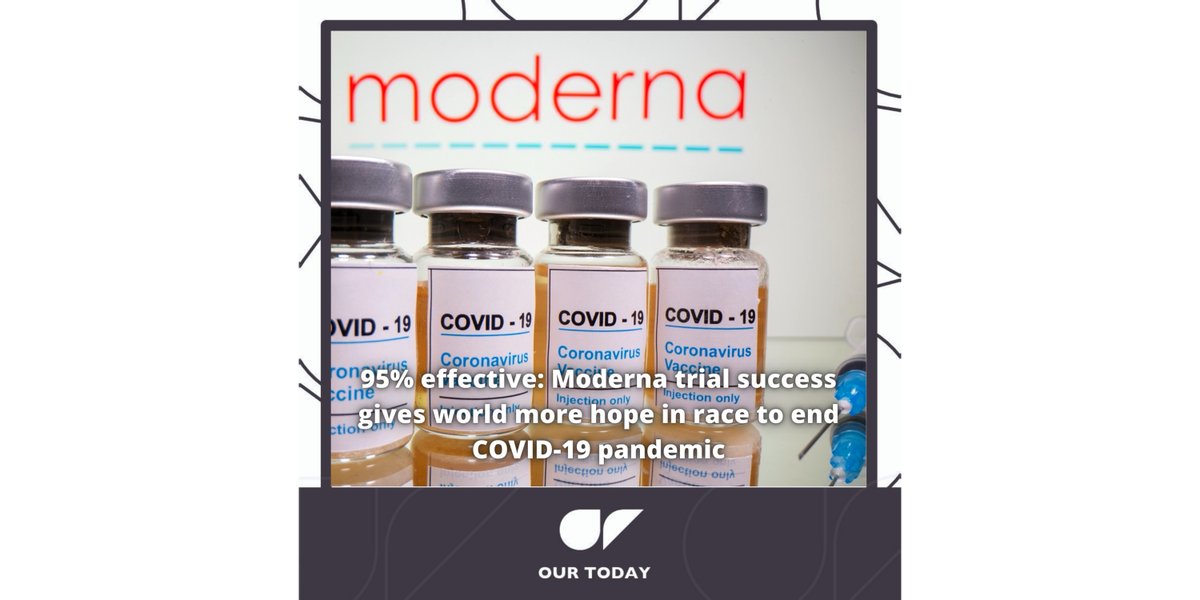 moderna
OVID - 19
COVID - 19
COVID - 19
COVID - 19
Coronavirus
Coronavirus
Coronavirus
Vaccine
Vaccine
Injection only
Injection only
95% effective: Moderna trial success
gives world more hope in race to end
COVID-19 pandemic
OUR TODAY